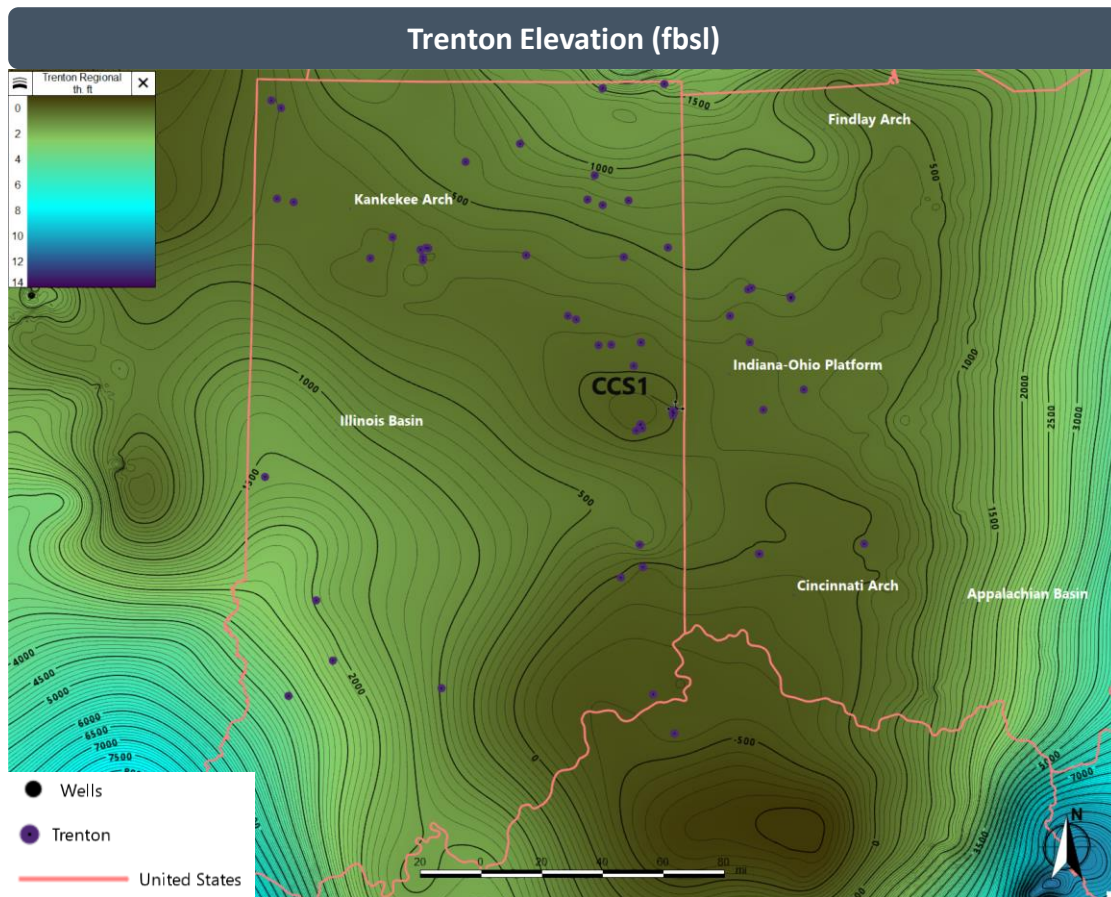 Trenton Elevation (fbsl)
Trenton Regional
th. ft
0
2
4
6
8
10
12
14
1500
Findlay Arch
1000
500
Kankekee Arch
500
1000
1000
Indiana-Ohio Platform
CCS1
2000
2500
3000
Illinois Basin
1500
500
1500
Cincinnati Arch
Appalachian Basin
4000
4500
5000
2000
6000
6500
7000
7500
-500
0
5000
7000
3500
0
Wells
Trenton
United States
20 0 20 40 60 80
mi
N